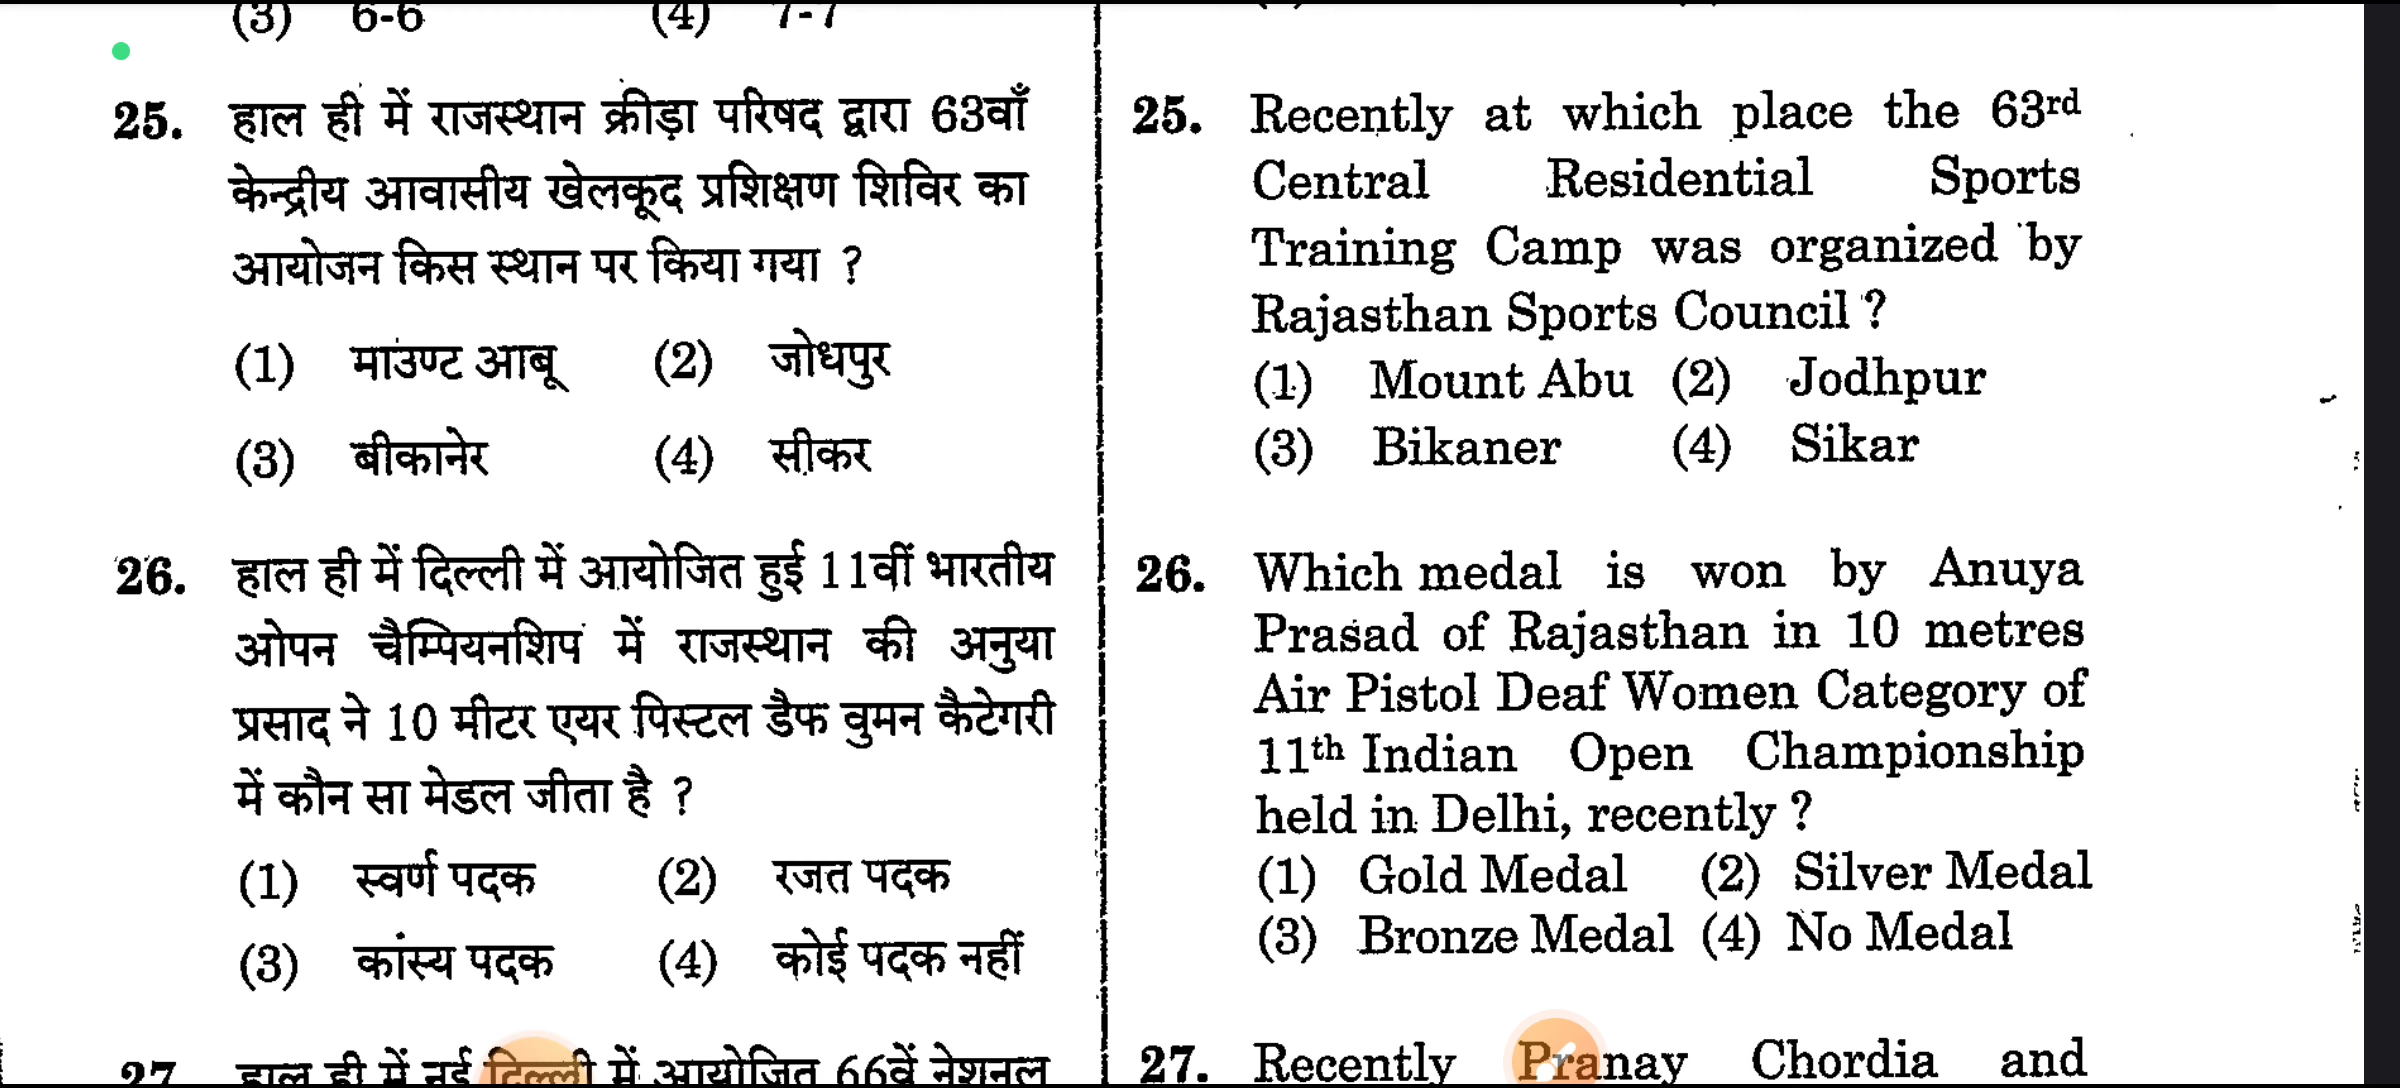 (3) 6-6 (4) 7-7
25. हाल ही में राजस्थान क्रीड़ा परिषद द्वारा 63वाँ
केन्द्रीय आवासीय खेलकूद प्रशिक्षण शिविर का
आयोजन किस स्थान पर किया गया ?
(1) माउण्ट आबू (2) जोधपुर
(3) बीकानेर (4) सीकर
26. हाल ही में दिल्ली में आयोजित हुई 11वीं भारतीय
ओपन चैम्पियनशिप में राजस्थान की अनुया
प्रसाद ने 10 मीटर एयर पिस्टल डैफ वुमन कैटेगरी
में कौन सा मेडल जीता है ?
(1) स्वर्ण पदक (2) रजत पदक
(3) कांस्य पदक (4) कोई पदक नहीं
27. हाल ही में नई दिल्ली में आयोजित 66वें नेशनल
25. Recently at which place the 63rd
Central Residential Sports
Training Camp was organized by
Rajasthan Sports Council ?
(1) Mount Abu (2) Jodhpur
(3) Bikaner (4) Sikar
26. Which medal is won by Anuya
Prasad of Rajasthan in 10 metres
Air Pistol Deaf Women Category of
11th Indian Open Championship
held in Delhi, recently ?
(1) Gold Medal (2) Silver Medal
(3) Bronze Medal (4) No Medal
27. Recently Pranay Chordia and